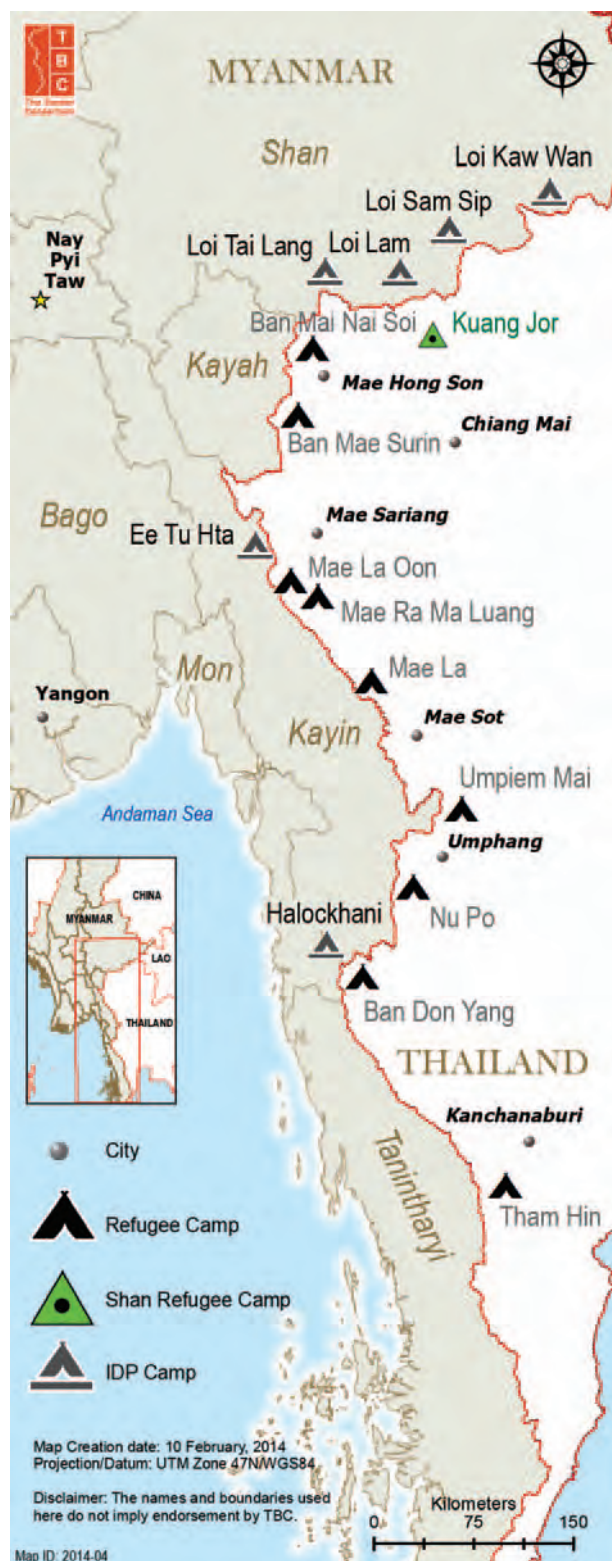 T
B
C
The Border
Consortium
MYANMAR
Shan
Loi Kaw Wan
Loi Sam Sip
Loi Tai Lang
Loi Lam
Nay
Pyi
Taw
Ban Mai Nai Soi
Kuang Jor
Kayah
Mae Hong Son
Chiang Mai
Ban Mae Surin
Bago
Mae Sariang
Ee Tu Hta
Mae La Oon
Mae Ra Ma Luang
Mon
Mae La
Yangon
Kayin
Mae Sot
Umpiem Mai
Andaman Sea
Umphang
CHINA
MYANMAR
LAO
THAILAND
Halockhani
Nu Po
Ban Don Yang
THAILAND
Kanchanaburi
Tanintharyi
Tham Hin
City
Refugee Camp
Shan Refugee Camp
IDP Camp
Map Creation date: 10 February, 2014
Projection/Datum: UTM Zone 47N/WGS84
Disclaimer: The names and boundaries used
here do not imply endorsement by TBC.
Kilometers
0 75 150
Map ID: 2014-04